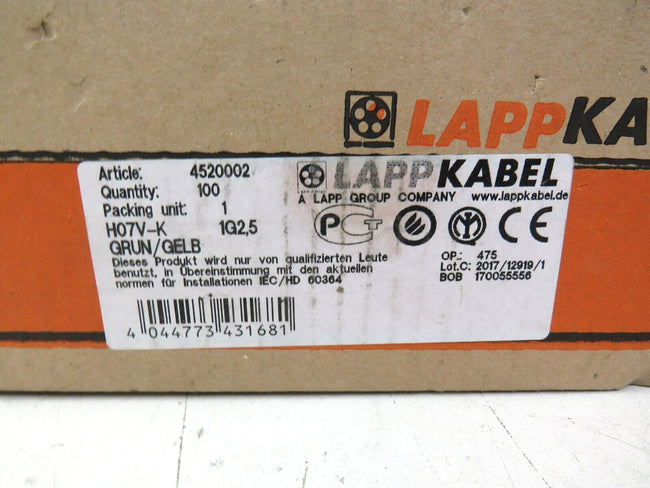 LAPPKA
Article: 4520002
Quantity: 100
Packing unit: 1
H07V-K 1G2,5
GRUN/GELB
Dieses Produkt wird nur von qualifizierten Leute
benutzt, in Übereinstimmung mit den aktuellen
normen für Installationen IEC/HD 60364
4 044773 431681
LAPP KABEL
A LAPP GROUP COMPANY www.lappkabel.de
OP.: 475
Lot.C: 2017/12919/1
BOB 170055556